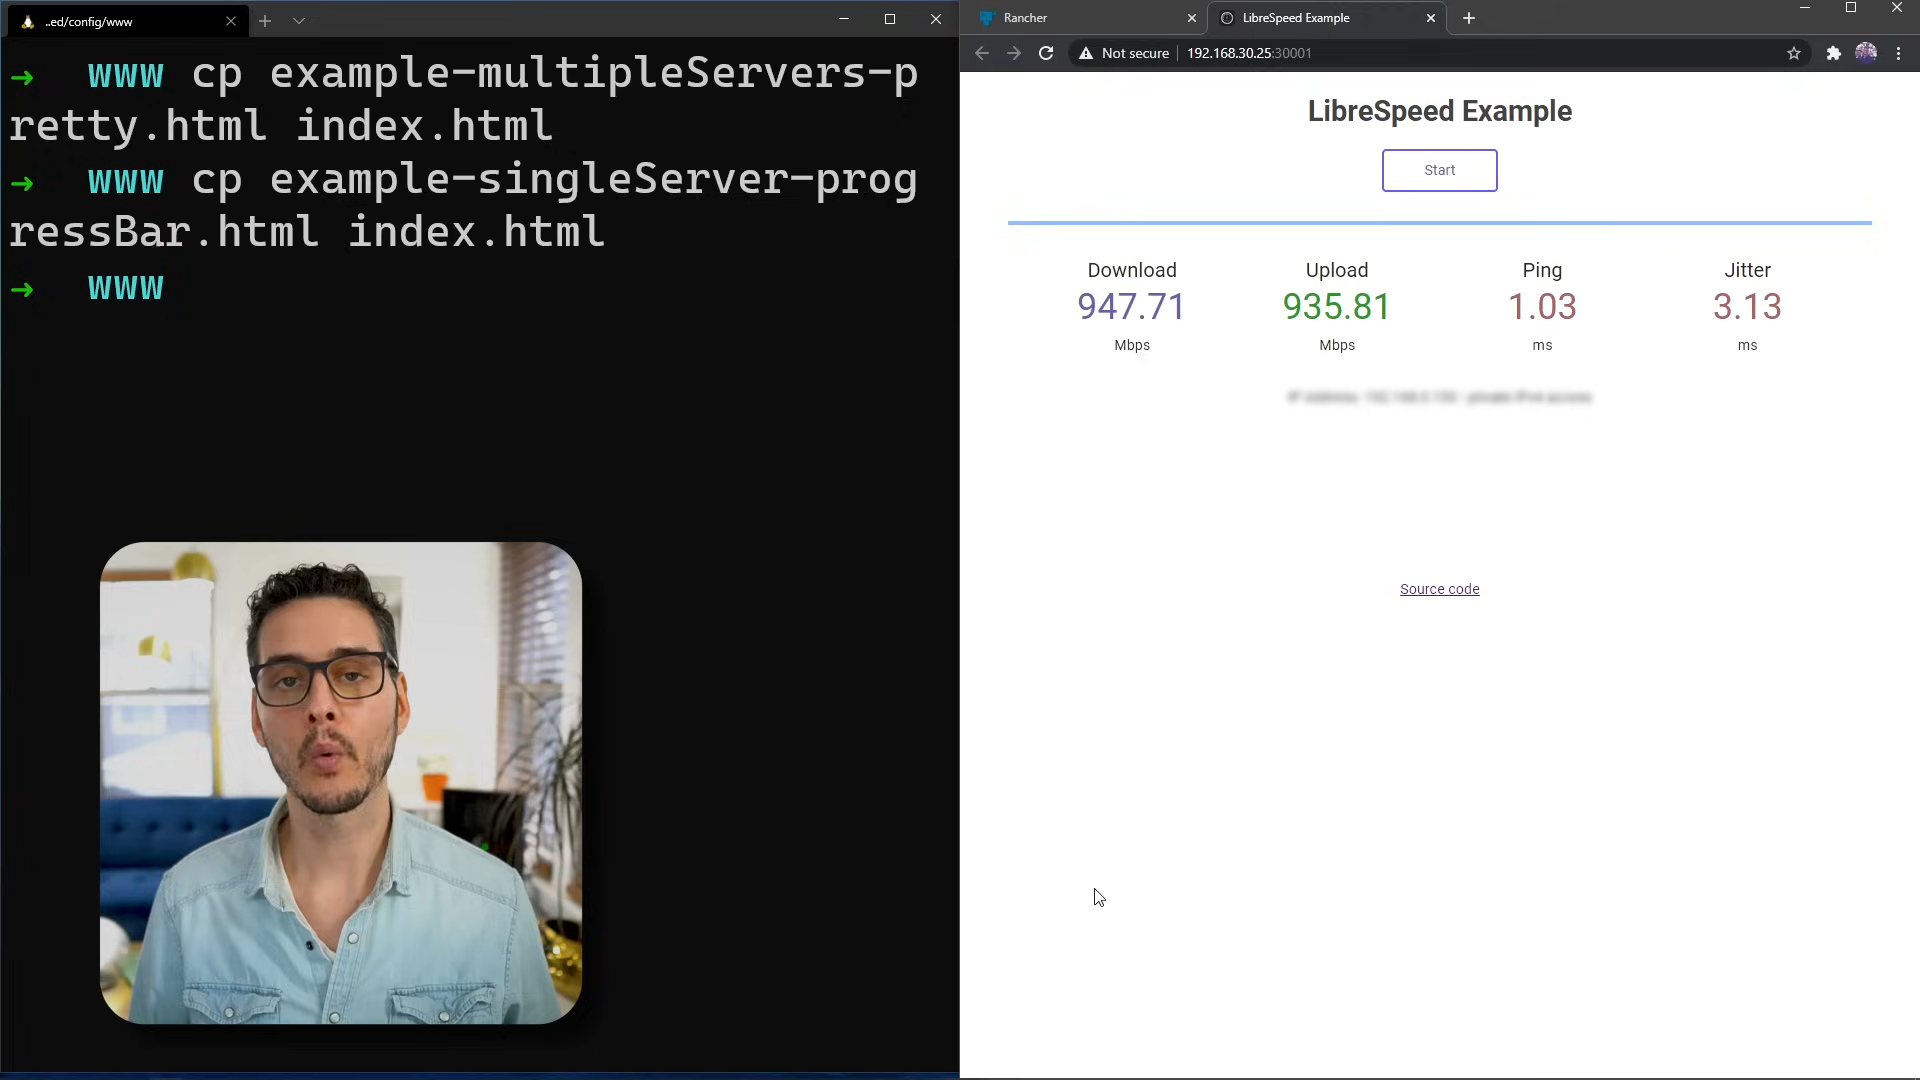 ..ed/config/www
→ www cp example-multipleServers-p
retty.html index.html
→ www cp example-singleServer-prog
ressBar.html index.html
→ www
Rancher
LibreSpeed Example
Not secure
192.168.30.25:30001
LibreSpeed Example
Start
Download
Upload
Ping
Jitter
947.71
935.81
1.03
3.13
Mbps
Mbps
ms
ms
Source code